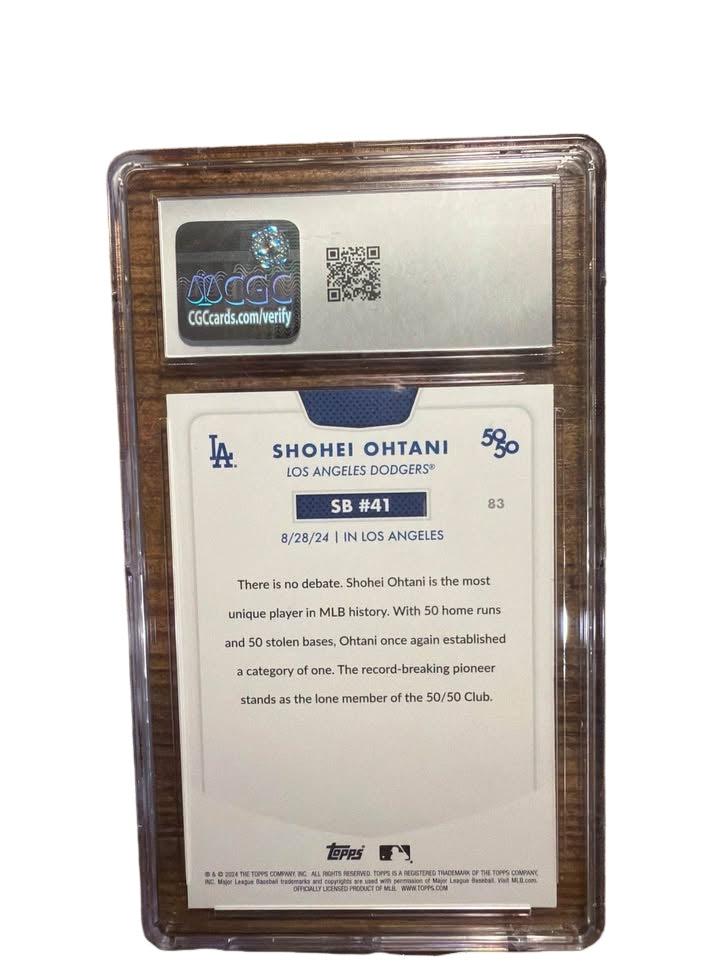 CGC
CGCcards.com/verify
LA
SHOHEI OHTANI
50
50
LOS ANGELES DODGERS®
SB #41
83
8/28/24 | IN LOS ANGELES
There is no debate. Shohei Ohtani is the most
unique player in MLB history. With 50 home runs
and 50 stolen bases, Ohtani once again established
a category of one. The record-breaking pioneer
stands as the lone member of the 50/50 Club.
topps
® & © 2024 THE TOPPS COMPANY, INC. ALL RIGHTS RESERVED. TOPPS IS A REGISTERED TRADEMARK OF THE TOPPS COMPANY,
INC. Major League Baseball trademarks and copyrights are used with permission of Major League Baseball. Visit MLB.com.
OFFICIALLY LICENSED PRODUCT OF MLB. WWW.TOPPS.COM